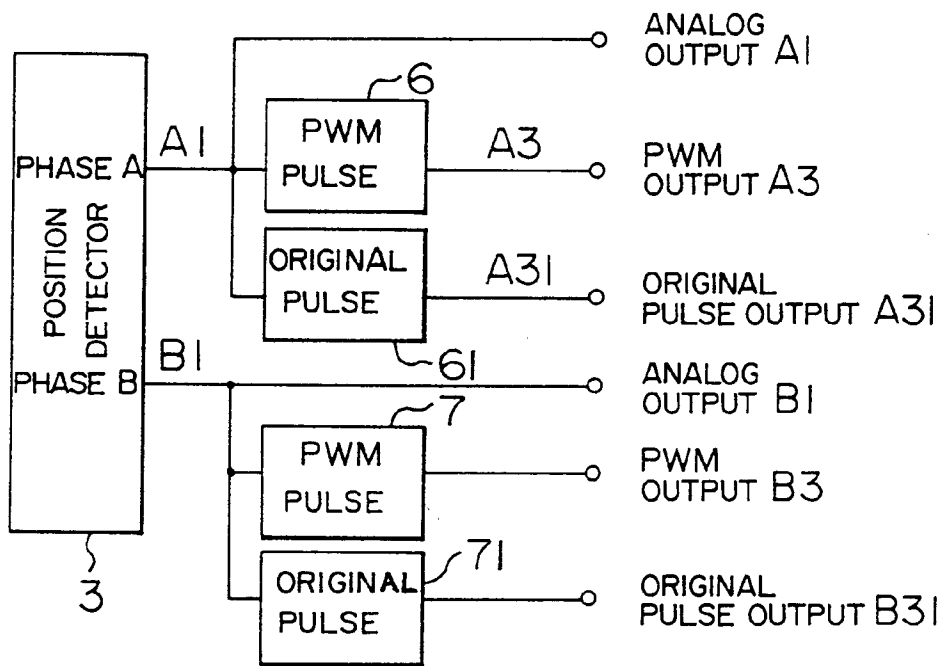 ANALOG
OUTPUT A1
6
PWM
PULSE
A1
A3
PWM
OUTPUT A3
PHASE A
POSITION
DETECTOR
ORIGINAL
PULSE
A31
ORIGINAL
PULSE OUTPUT A31
61
B1
PHASE B
ANALOG
OUTPUT B1
7
PWM
PULSE
PWM
OUTPUT B3
3
71
ORIGINAL
PULSE
ORIGINAL
PULSE OUTPUT B31